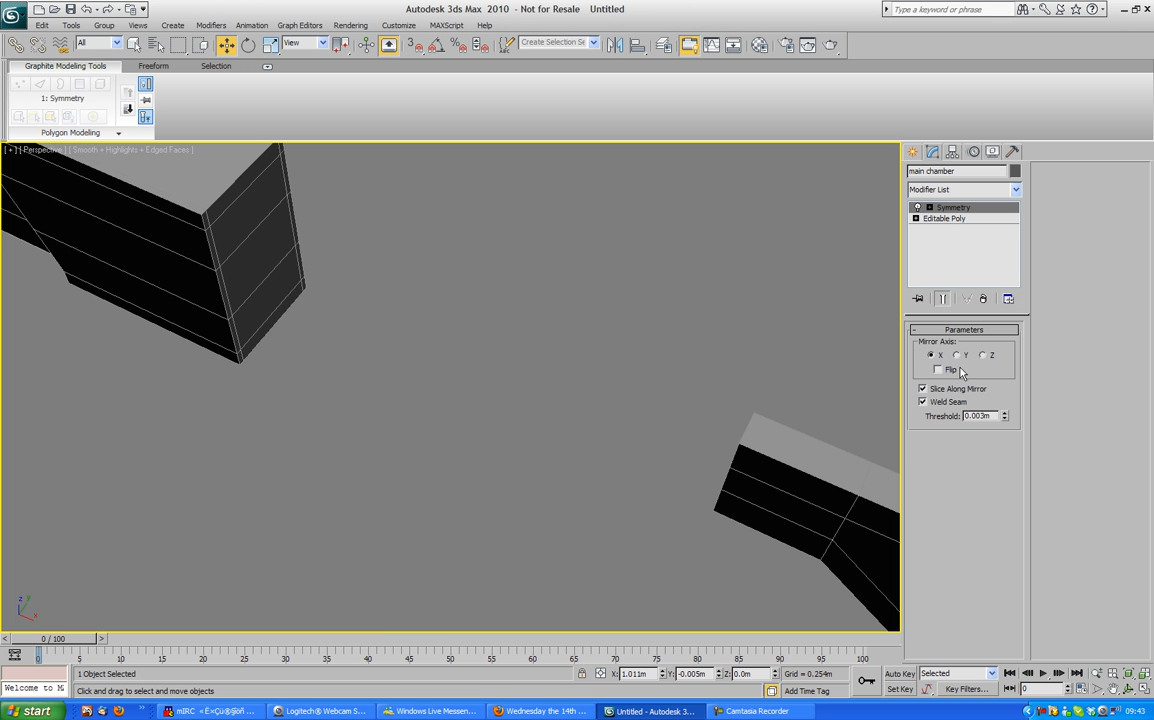 Autodesk 3ds Max 2010 - Not for Resale Untitled
Type a keyword or phrase
Edit Tools Group Views Create Modifiers Animation Graph Editors Rendering Customize MAXScript Help
All View Create Selection Se
Graphite Modeling Tools Freeform Selection
1: Symmetry
Polygon Modeling
[ + ] [ Perspective ] [ Smooth + Highlights + Edged Faces ]
main chamber
Modifier List
Symmetry
Editable Poly
- Parameters
Mirror Axis:
X Y Z
Flip
Slice Along Mirror
Weld Seam
Threshold: 0.003m
z y x
< 0 / 100 >
0 5 10 15 20 25 30 35 40 45 50 55 60 65 70 75 80 85 90 95 100
1 Object Selected X: 1.011m Y: -0.005m Z: 0.0m Grid = 0.254m Auto Key Selected
Welcome to M Click and drag to select and move objects Add Time Tag Set Key Key Filters... 0
start Logitech® Webcam S... Windows Live Messen... Wednesday the 14th ... Untitled - Autodesk 3... Camtasia Recorder 09:43